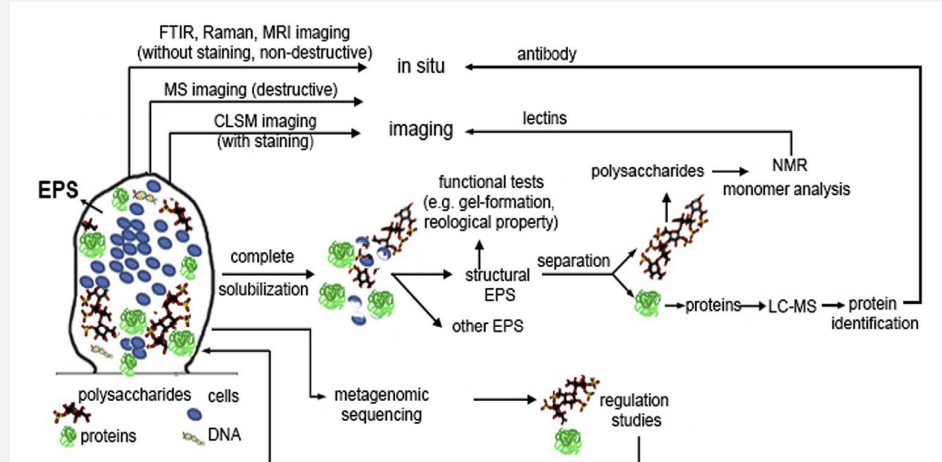 FTIR, Raman, MRI imaging
(without staining, non-destructive)
in situ
antibody
MS imaging (destructive)
CLSM imaging
(with staining)
imaging
lectins
EPS
functional tests
(e.g. gel-formation,
reological property)
polysaccharides
NMR
monomer analysis
complete
solubilization
structural
EPS
separation
other EPS
proteins
LC-MS
protein
identification
polysaccharides
cells
proteins
DNA
metagenomic
sequencing
regulation
studies